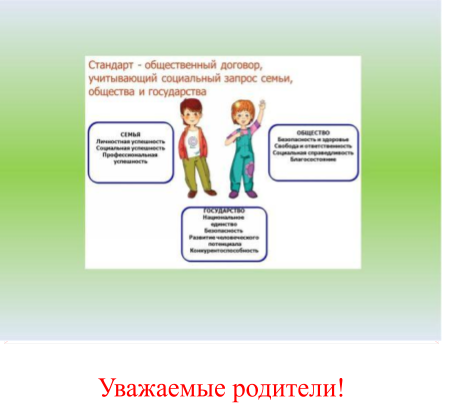 Стандарт - общественный договор,
учитывающий социальный запрос семьи,
общества и государства
СЕМЬЯ
Личностная успешность
Социальная успешность
Профессиональная
успешность
ОБЩЕСТВО
Безопасность и здоровье
Свобода и ответственность
Социальная справедливость
Благосостояние
ГОСУДАРСТВО
Национальное
единство
Безопасность
Развитие человеческого
потенциала
Конкурентоспособность
Уважаемые родители!